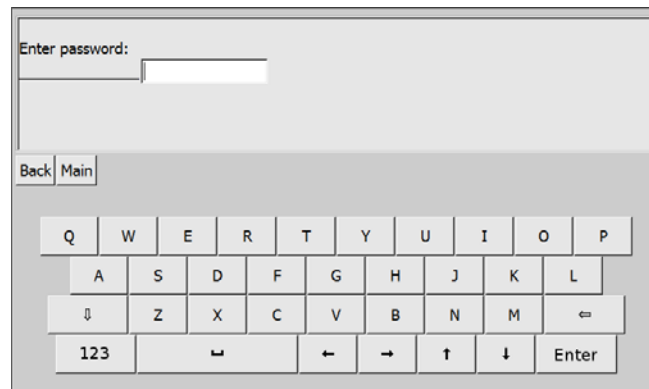 Enter password:
Back Main
Q W E R T Y U I O P
A S D F G H J K L
⇩ Z X C V B N M ⇦
123 ␣ ← → ↑ ↓ Enter